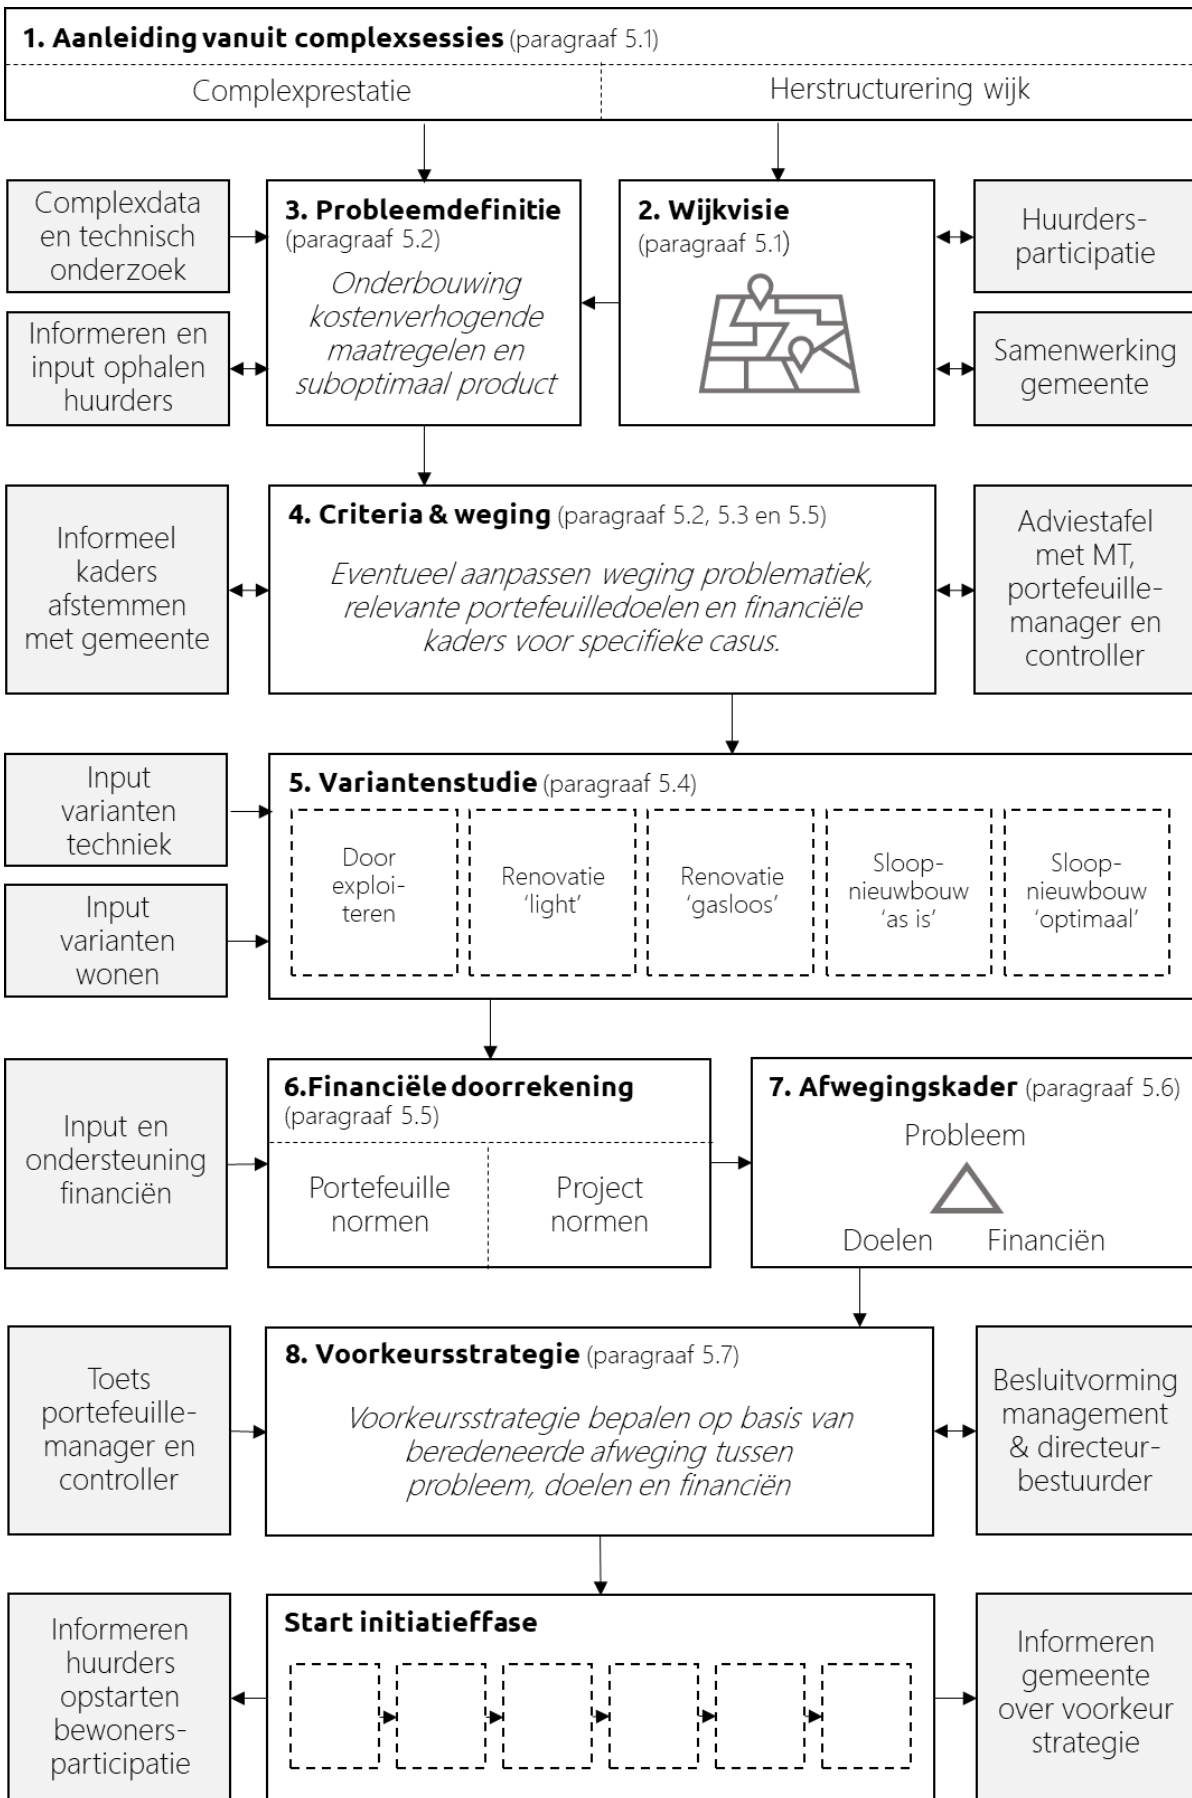 1. Aanleiding vanuit complexsessies (paragraaf 5.1)
Complexprestatie
Herstructurering wijk
Complexdata
en technisch
onderzoek
Informeren en
input ophalen
huurders
3. Probleemdefinitie
(paragraaf 5.2)
Onderbouwing
kostenverhogende
maatregelen en
suboptimaal product
2. Wijkvisie
(paragraaf 5.1)
Huurders-
participatie
Samenwerking
gemeente
Informeel
kaders
afstemmen
met gemeente
4. Criteria & weging (paragraaf 5.2, 5.3 en 5.5)
Eventueel aanpassen weging problematiek,
relevante portefeuilledoelen en financiële
kaders voor specifieke casus.
Adviestafel
met MT,
portefeuille-
manager en
controller
Input
varianten
techniek
Input
varianten
wonen
5. Variantenstudie (paragraaf 5.4)
Door
exploi-
teren
Renovatie
‘light’
Renovatie
‘gasloos’
Sloop-
nieuwbouw
‘as is’
Sloop-
nieuwbouw
‘optimaal’
Input en
ondersteuning
financiën
6.Financiële doorrekening
(paragraaf 5.5)
Portefeuille
normen
Project
normen
7. Afwegingskader (paragraaf 5.6)
Probleem
Doelen
Financiën
Toets
portefeuille-
manager en
controller
8. Voorkeursstrategie (paragraaf 5.7)
Voorkeursstrategie bepalen op basis van
beredeneerde afweging tussen
probleem, doelen en financiën
Besluitvorming
management
& directeur-
bestuurder
Informeren
huurders
opstarten
bewoners-
participatie
Start initiatieffase
Informeren
gemeente
over voorkeur
strategie